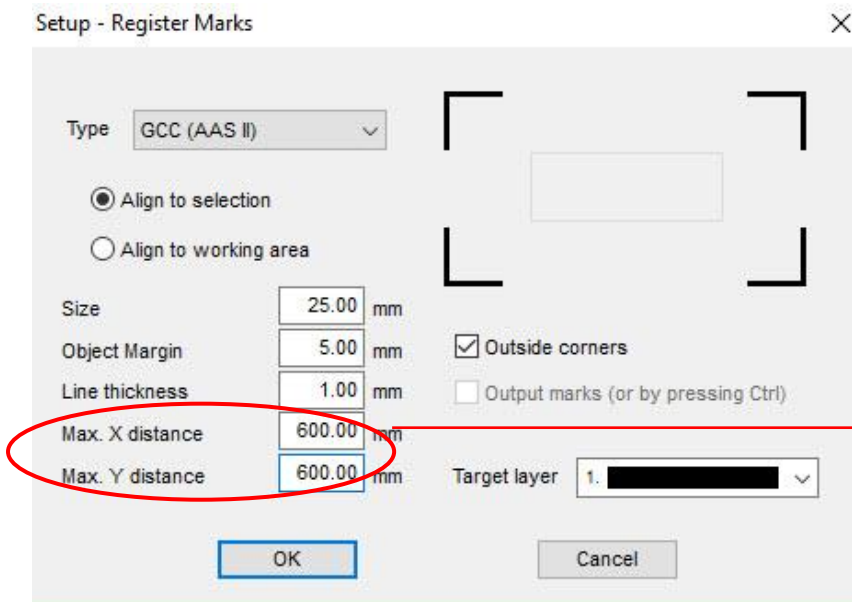 Setup - Register Marks
Type GCC (AAS II)
Align to selection
Align to working area
Size 25.00 mm
Object Margin 5.00 mm
Outside corners
Line thickness 1.00 mm
Output marks (or by pressing Ctrl)
Max. X distance 600.00 mm
Max. Y distance 600.00 mm
Target layer 1.
OK Cancel